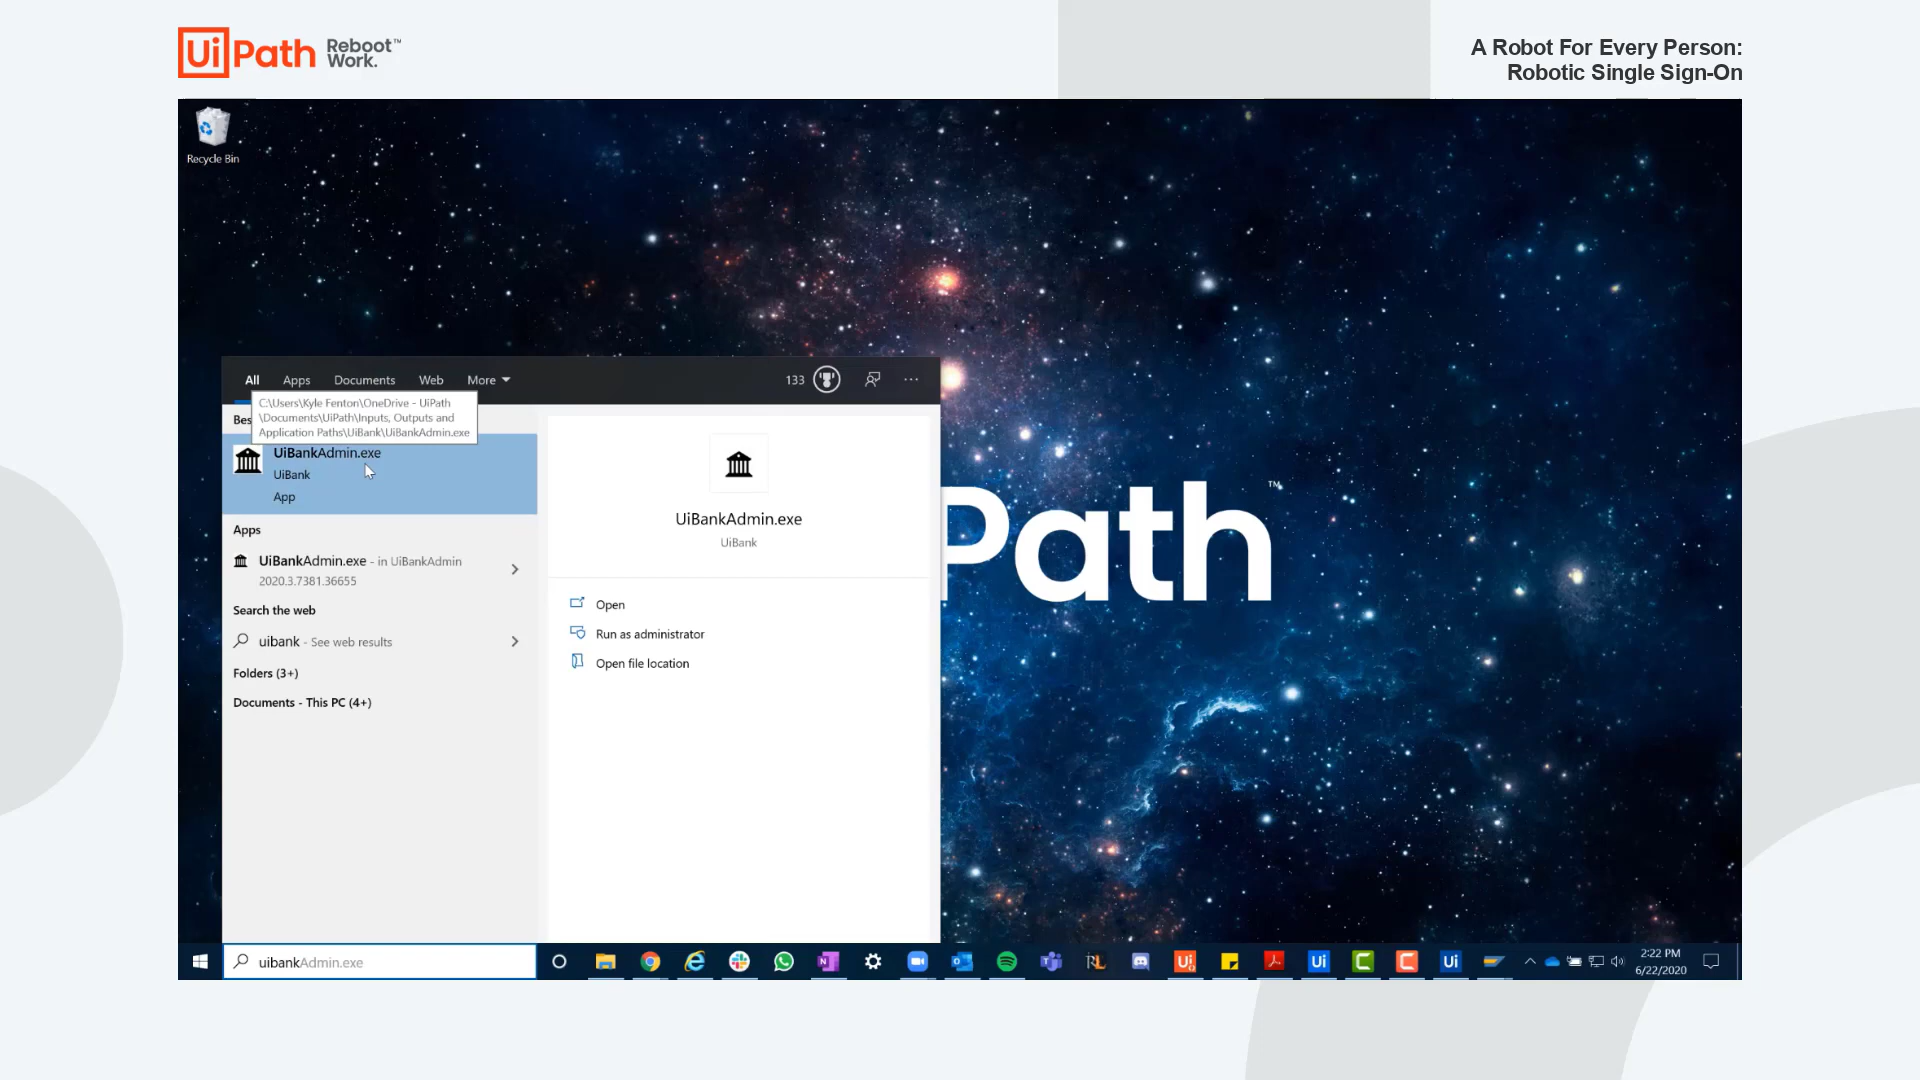 UiPath Reboot™
Work.
A Robot For Every Person:
Robotic Single Sign-On
Recycle Bin
All Apps Documents Web More 133 ...
C:\Users\Kyle Fenton\OneDrive - UiPath
\Documents\UiPath\Inputs, Outputs and
Application Paths\UiBank\UiBankAdmin.exe
Bes
UiBankAdmin.exe
UiBank
App
Apps
UiBankAdmin.exe - in UiBankAdmin
2020.3.7381.36655
Search the web
uibank - See web results
Folders (3+)
Documents - This PC (4+)
UiBankAdmin.exe
UiBank
Open
Run as administrator
Open file location
Path™
uibankAdmin.exe
2:22 PM
6/22/2020